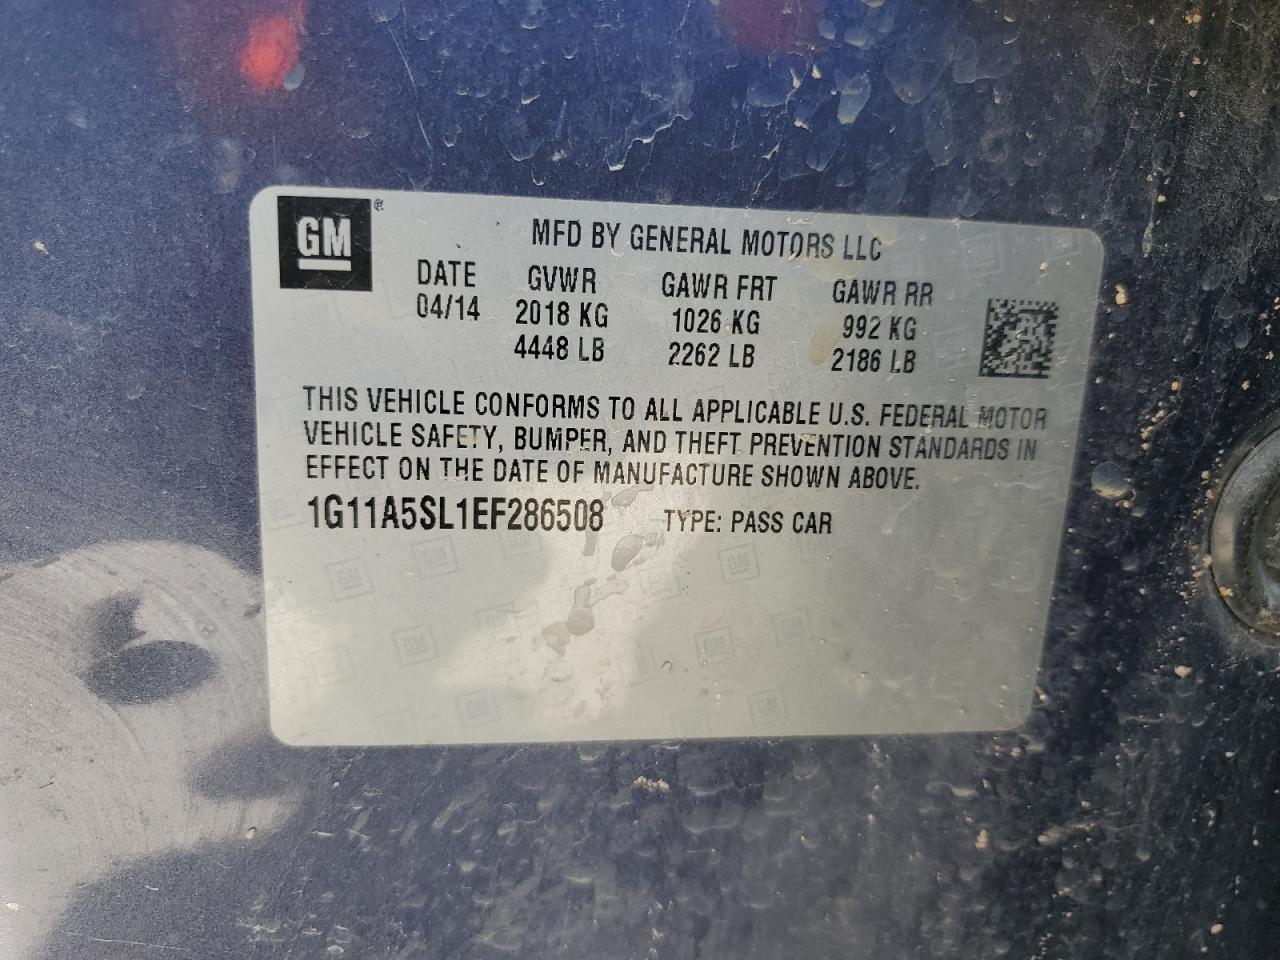 GM®
MFD BY GENERAL MOTORS LLC
DATE GVWR GAWR FRT GAWR RR
04/14 2018 KG 1026 KG 992 KG
4448 LB 2262 LB 2186 LB
THIS VEHICLE CONFORMS TO ALL APPLICABLE U.S. FEDERAL MOTOR
VEHICLE SAFETY, BUMPER, AND THEFT PREVENTION STANDARDS IN
EFFECT ON THE DATE OF MANUFACTURE SHOWN ABOVE.
1G11A5SL1EF286508 TYPE: PASS CAR